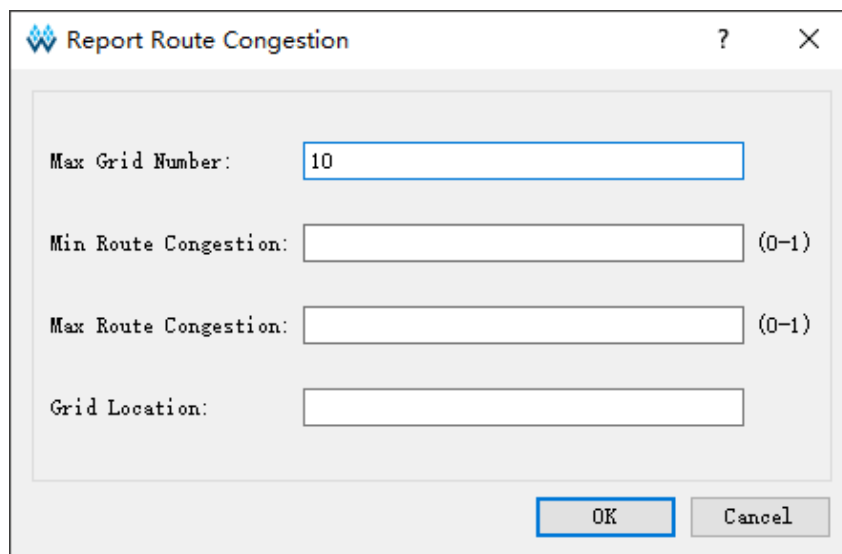 Report Route Congestion ?
Max Grid Number: 10
Min Route Congestion: (0-1)
Max Route Congestion: (0-1)
Grid Location:
OK Cancel